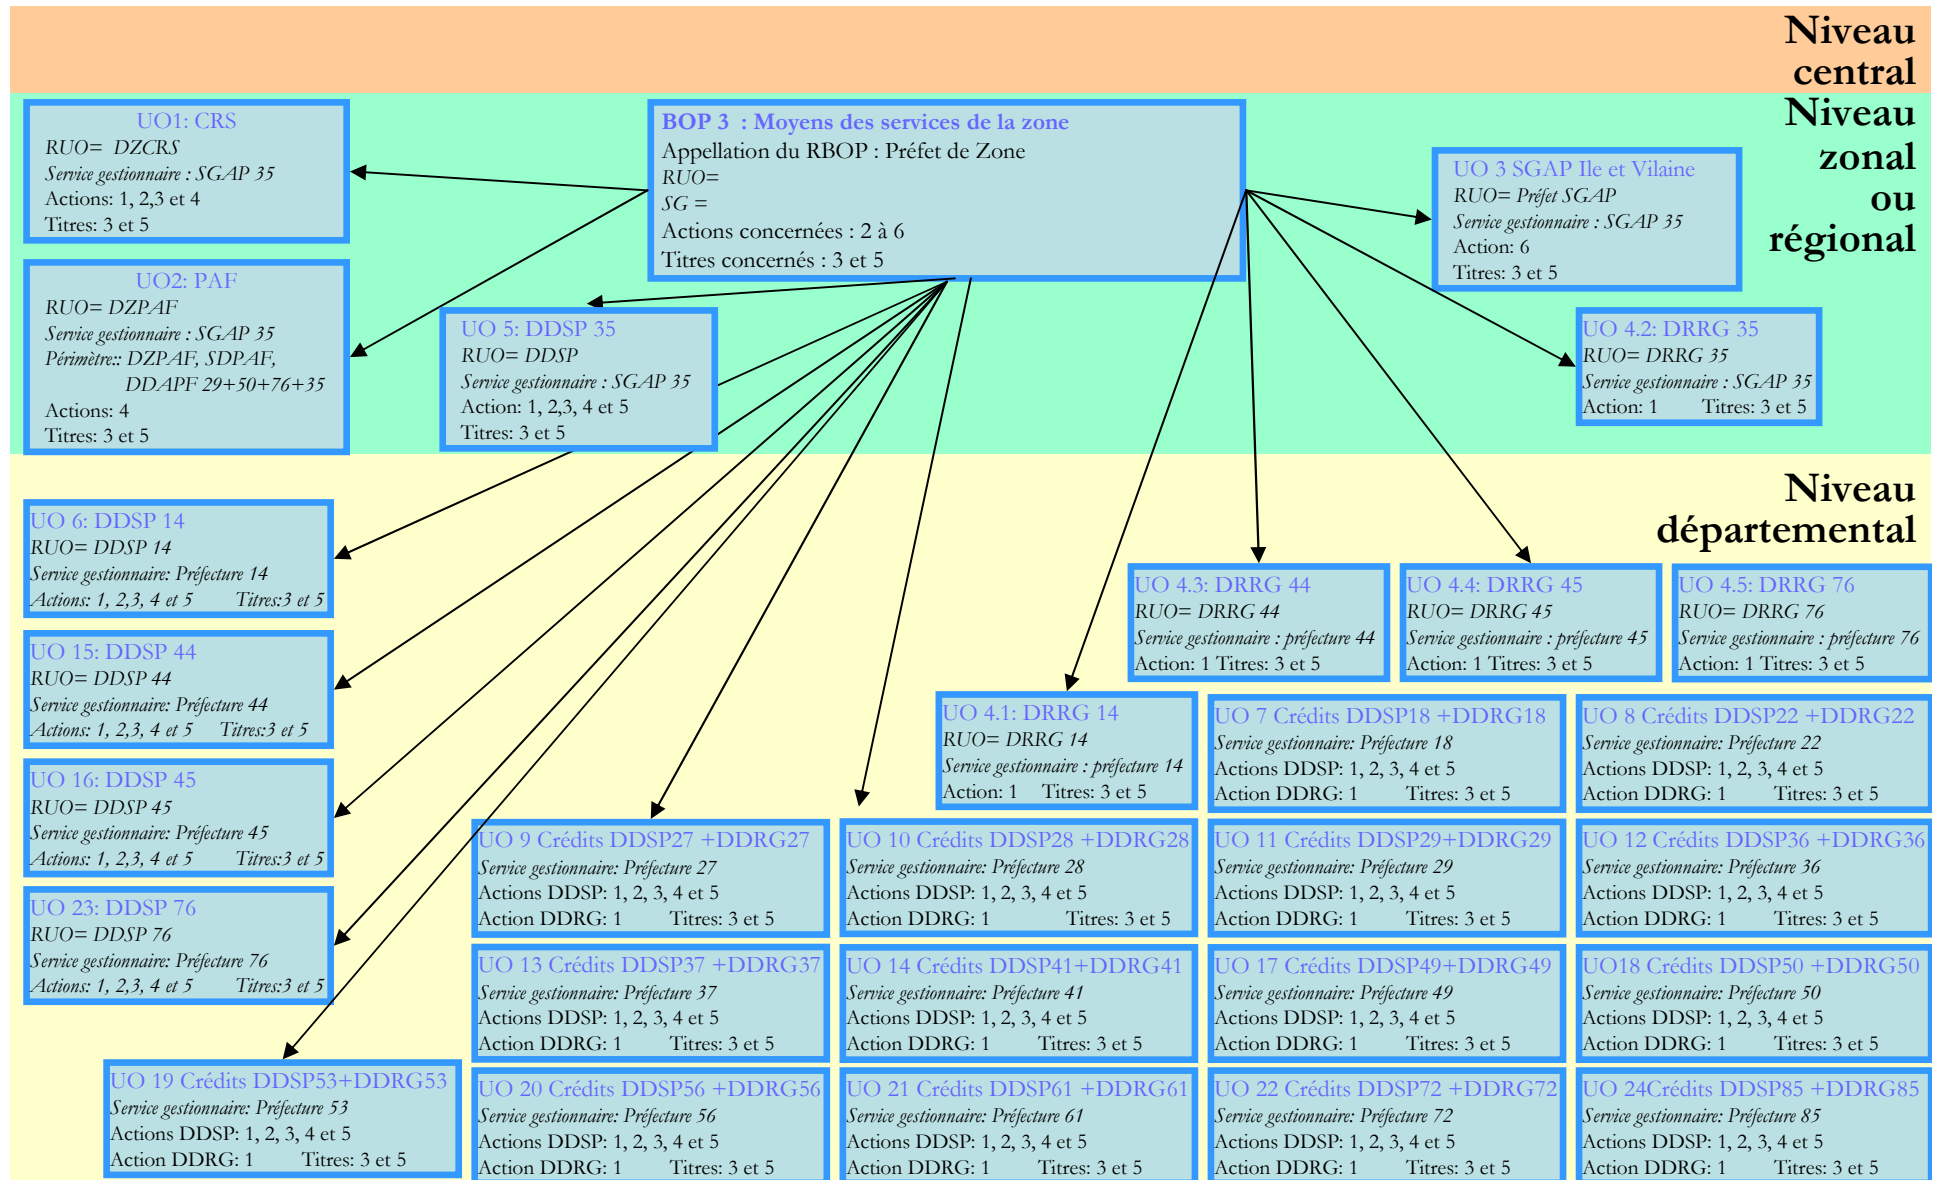 Niveau
central
Niveau
zonal
ou
régional
UO1: CRS
RUO= DZCRS
Service gestionnaire : SGAP 35
Actions: 1, 2,3 et 4
Titres: 3 et 5
BOP 3 : Moyens des services de la zone
Appellation du RBOP : Préfet de Zone
RUO=
SG =
Actions concernées : 2 à 6
Titres concernés : 3 et 5
UO 3 SGAP Ile et Vilaine
RUO= Préfet SGAP
Service gestionnaire : SGAP 35
Action: 6
Titres: 3 et 5
UO2: PAF
RUO= DZPAF
Service gestionnaire : SGAP 35
Périmètre:: DZPAF, SDPAF,
DDAPF 29+50+76+35
Actions: 4
Titres: 3 et 5
UO 5: DDSP 35
RUO= DDSP
Service gestionnaire : SGAP 35
Action: 1, 2,3, 4 et 5
Titres: 3 et 5
UO 4.2: DRRG 35
RUO= DRRG 35
Service gestionnaire : SGAP 35
Action: 1 Titres: 3 et 5
Niveau
départemental
UO 6: DDSP 14
RUO= DDSP 14
Service gestionnaire: Préfecture 14
Actions: 1, 2,3, 4 et 5 Titres:3 et 5
UO 15: DDSP 44
RUO= DDSP 44
Service gestionnaire: Préfecture 44
Actions: 1, 2,3, 4 et 5 Titres:3 et 5
UO 16: DDSP 45
RUO= DDSP 45
Service gestionnaire: Préfecture 45
Actions: 1, 2,3, 4 et 5 Titres:3 et 5
UO 23: DDSP 76
RUO= DDSP 76
Service gestionnaire: Préfecture 76
Actions: 1, 2,3, 4 et 5 Titres:3 et 5
UO 4.3: DRRG 44
RUO= DRRG 44
Service gestionnaire : préfecture 44
Action: 1 Titres: 3 et 5
UO 4.4: DRRG 45
RUO= DRRG 45
Service gestionnaire : préfecture 45
Action: 1 Titres: 3 et 5
UO 4.5: DRRG 76
RUO= DRRG 76
Service gestionnaire : préfecture 76
Action: 1 Titres: 3 et 5
UO 4.1: DRRG 14
RUO= DRRG 14
Service gestionnaire : préfecture 14
Action: 1 Titres: 3 et 5
UO 7 Crédits DDSP18 +DDRG18
Service gestionnaire: Préfecture 18
Actions DDSP: 1, 2, 3, 4 et 5
Action DDRG: 1 Titres: 3 et 5
UO 8 Crédits DDSP22 +DDRG22
Service gestionnaire: Préfecture 22
Actions DDSP: 1, 2, 3, 4 et 5
Action DDRG: 1 Titres: 3 et 5
UO 9 Crédits DDSP27 +DDRG27
Service gestionnaire: Préfecture 27
Actions DDSP: 1, 2, 3, 4 et 5
Action DDRG: 1 Titres: 3 et 5
UO 10 Crédits DDSP28 +DDRG28
Service gestionnaire: Préfecture 28
Actions DDSP: 1, 2, 3, 4 et 5
Action DDRG: 1 Titres: 3 et 5
UO 11 Crédits DDSP29+DDRG29
Service gestionnaire: Préfecture 29
Actions DDSP: 1, 2, 3, 4 et 5
Action DDRG: 1 Titres: 3 et 5
UO 12 Crédits DDSP36 +DDRG36
Service gestionnaire: Préfecture 36
Actions DDSP: 1, 2, 3, 4 et 5
Action DDRG: 1 Titres: 3 et 5
UO 13 Crédits DDSP37 +DDRG37
Service gestionnaire: Préfecture 37
Actions DDSP: 1, 2, 3, 4 et 5
Action DDRG: 1 Titres: 3 et 5
UO 14 Crédits DDSP41+DDRG41
Service gestionnaire: Préfecture 41
Actions DDSP: 1, 2, 3, 4 et 5
Action DDRG: 1 Titres: 3 et 5
UO 17 Crédits DDSP49+DDRG49
Service gestionnaire: Préfecture 49
Actions DDSP: 1, 2, 3, 4 et 5
Action DDRG: 1 Titres: 3 et 5
UO18 Crédits DDSP50 +DDRG50
Service gestionnaire: Préfecture 50
Actions DDSP: 1, 2, 3, 4 et 5
Action DDRG: 1 Titres: 3 et 5
UO 19 Crédits DDSP53+DDRG53
Service gestionnaire: Préfecture 53
Actions DDSP: 1, 2, 3, 4 et 5
Action DDRG: 1 Titres: 3 et 5
UO 20 Crédits DDSP56 +DDRG56
Service gestionnaire: Préfecture 56
Actions DDSP: 1, 2, 3, 4 et 5
Action DDRG: 1 Titres: 3 et 5
UO 21 Crédits DDSP61 +DDRG61
Service gestionnaire: Préfecture 61
Actions DDSP: 1, 2, 3, 4 et 5
Action DDRG: 1 Titres: 3 et 5
UO 22 Crédits DDSP72 +DDRG72
Service gestionnaire: Préfecture 72
Actions DDSP: 1, 2, 3, 4 et 5
Action DDRG: 1 Titres: 3 et 5
UO 24Crédits DDSP85 +DDRG85
Service gestionnaire: Préfecture 85
Actions DDSP: 1, 2, 3, 4 et 5
Action DDRG: 1 Titres: 3 et 5